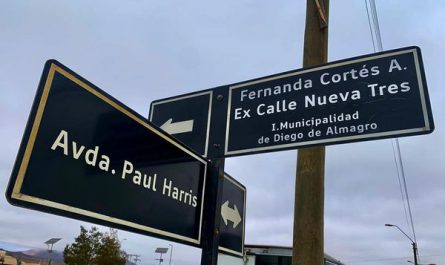 Fernanda Cortés A.
Ex Calle Nueva Tres
I.Municipalidad
de Diego de Almagro
Avda. Paul Harris